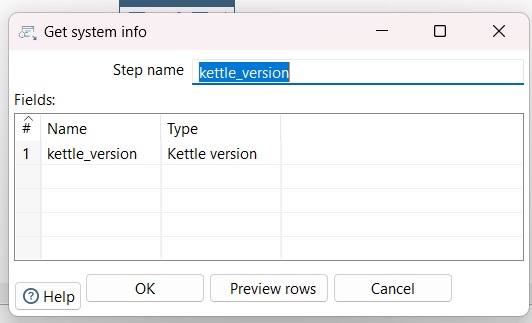 Get system info
Step name kettle_version
Fields:
# Name Type
1 kettle_version Kettle version
Help OK Preview rows Cancel